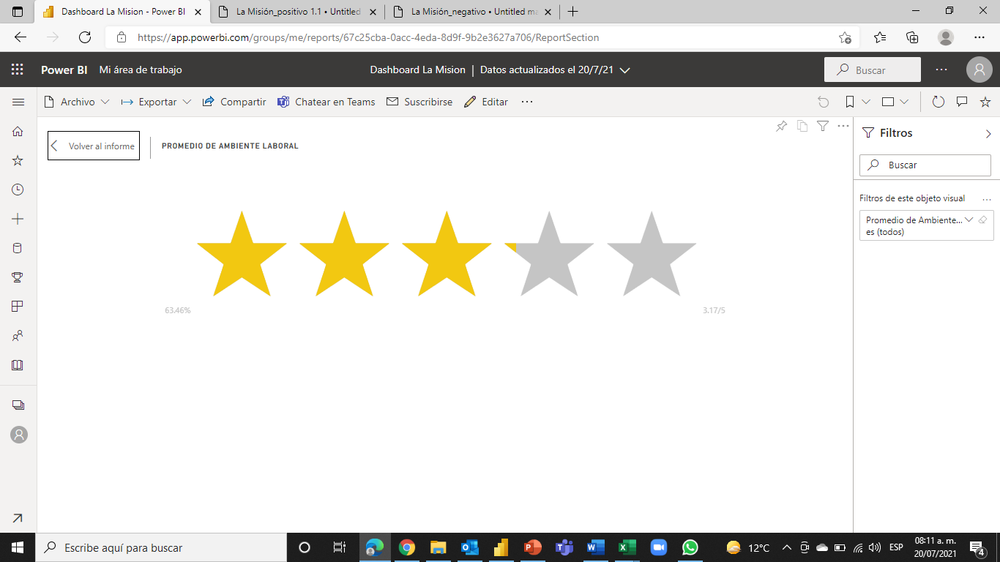 Dashboard La Mision - Power BI
La Misión_positivo 1.1 • Untitled
La Misión_negativo • Untitled ma
https://app.powerbi.com/groups/me/reports/67c25cba-0acc-4eda-8d9f-9b2e3627a706/ReportSection
Power BI Mi área de trabajo
Dashboard La Mision | Datos actualizados el 20/7/21
Buscar
Archivo Exportar Compartir Chatear en Teams Suscribirse Editar
Volver al informe
PROMEDIO DE AMBIENTE LABORAL
63.46%
3.17/5
Filtros
Buscar
Filtros de este objeto visual
Promedio de Ambiente...
es (todos)
Escribe aquí para buscar
12°C
ESP
08:11 a. m.
20/07/2021
4